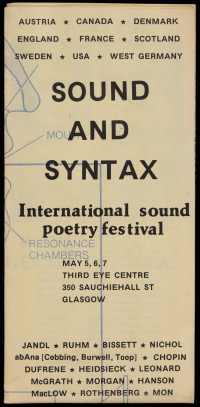 AUSTRIA ★ CANADA ★ DENMARK
ENGLAND ★ FRANCE ★ SCOTLAND
SWEDEN ★ USA ★ WEST GERMANY
SOUND
AND
MOU
SYNTAX
International sound
poetry festival
RESONANCE
CHAMBERS
MAY 5, 6, 7
THIRD EYE CENTRE
350 SAUCHIEHALL ST
GLASGOW
JANDL ★ RUHM ★ BISSETT ★ NICHOL
abAna [Cobbing, Burwell, Toop] ★ CHOPIN
DUFRENE ★ HEIDSIECK ★ LEONARD
McGRATH ★ MORGAN ★ HANSON
MacLOW ★ ROTHENBERG ★ MON